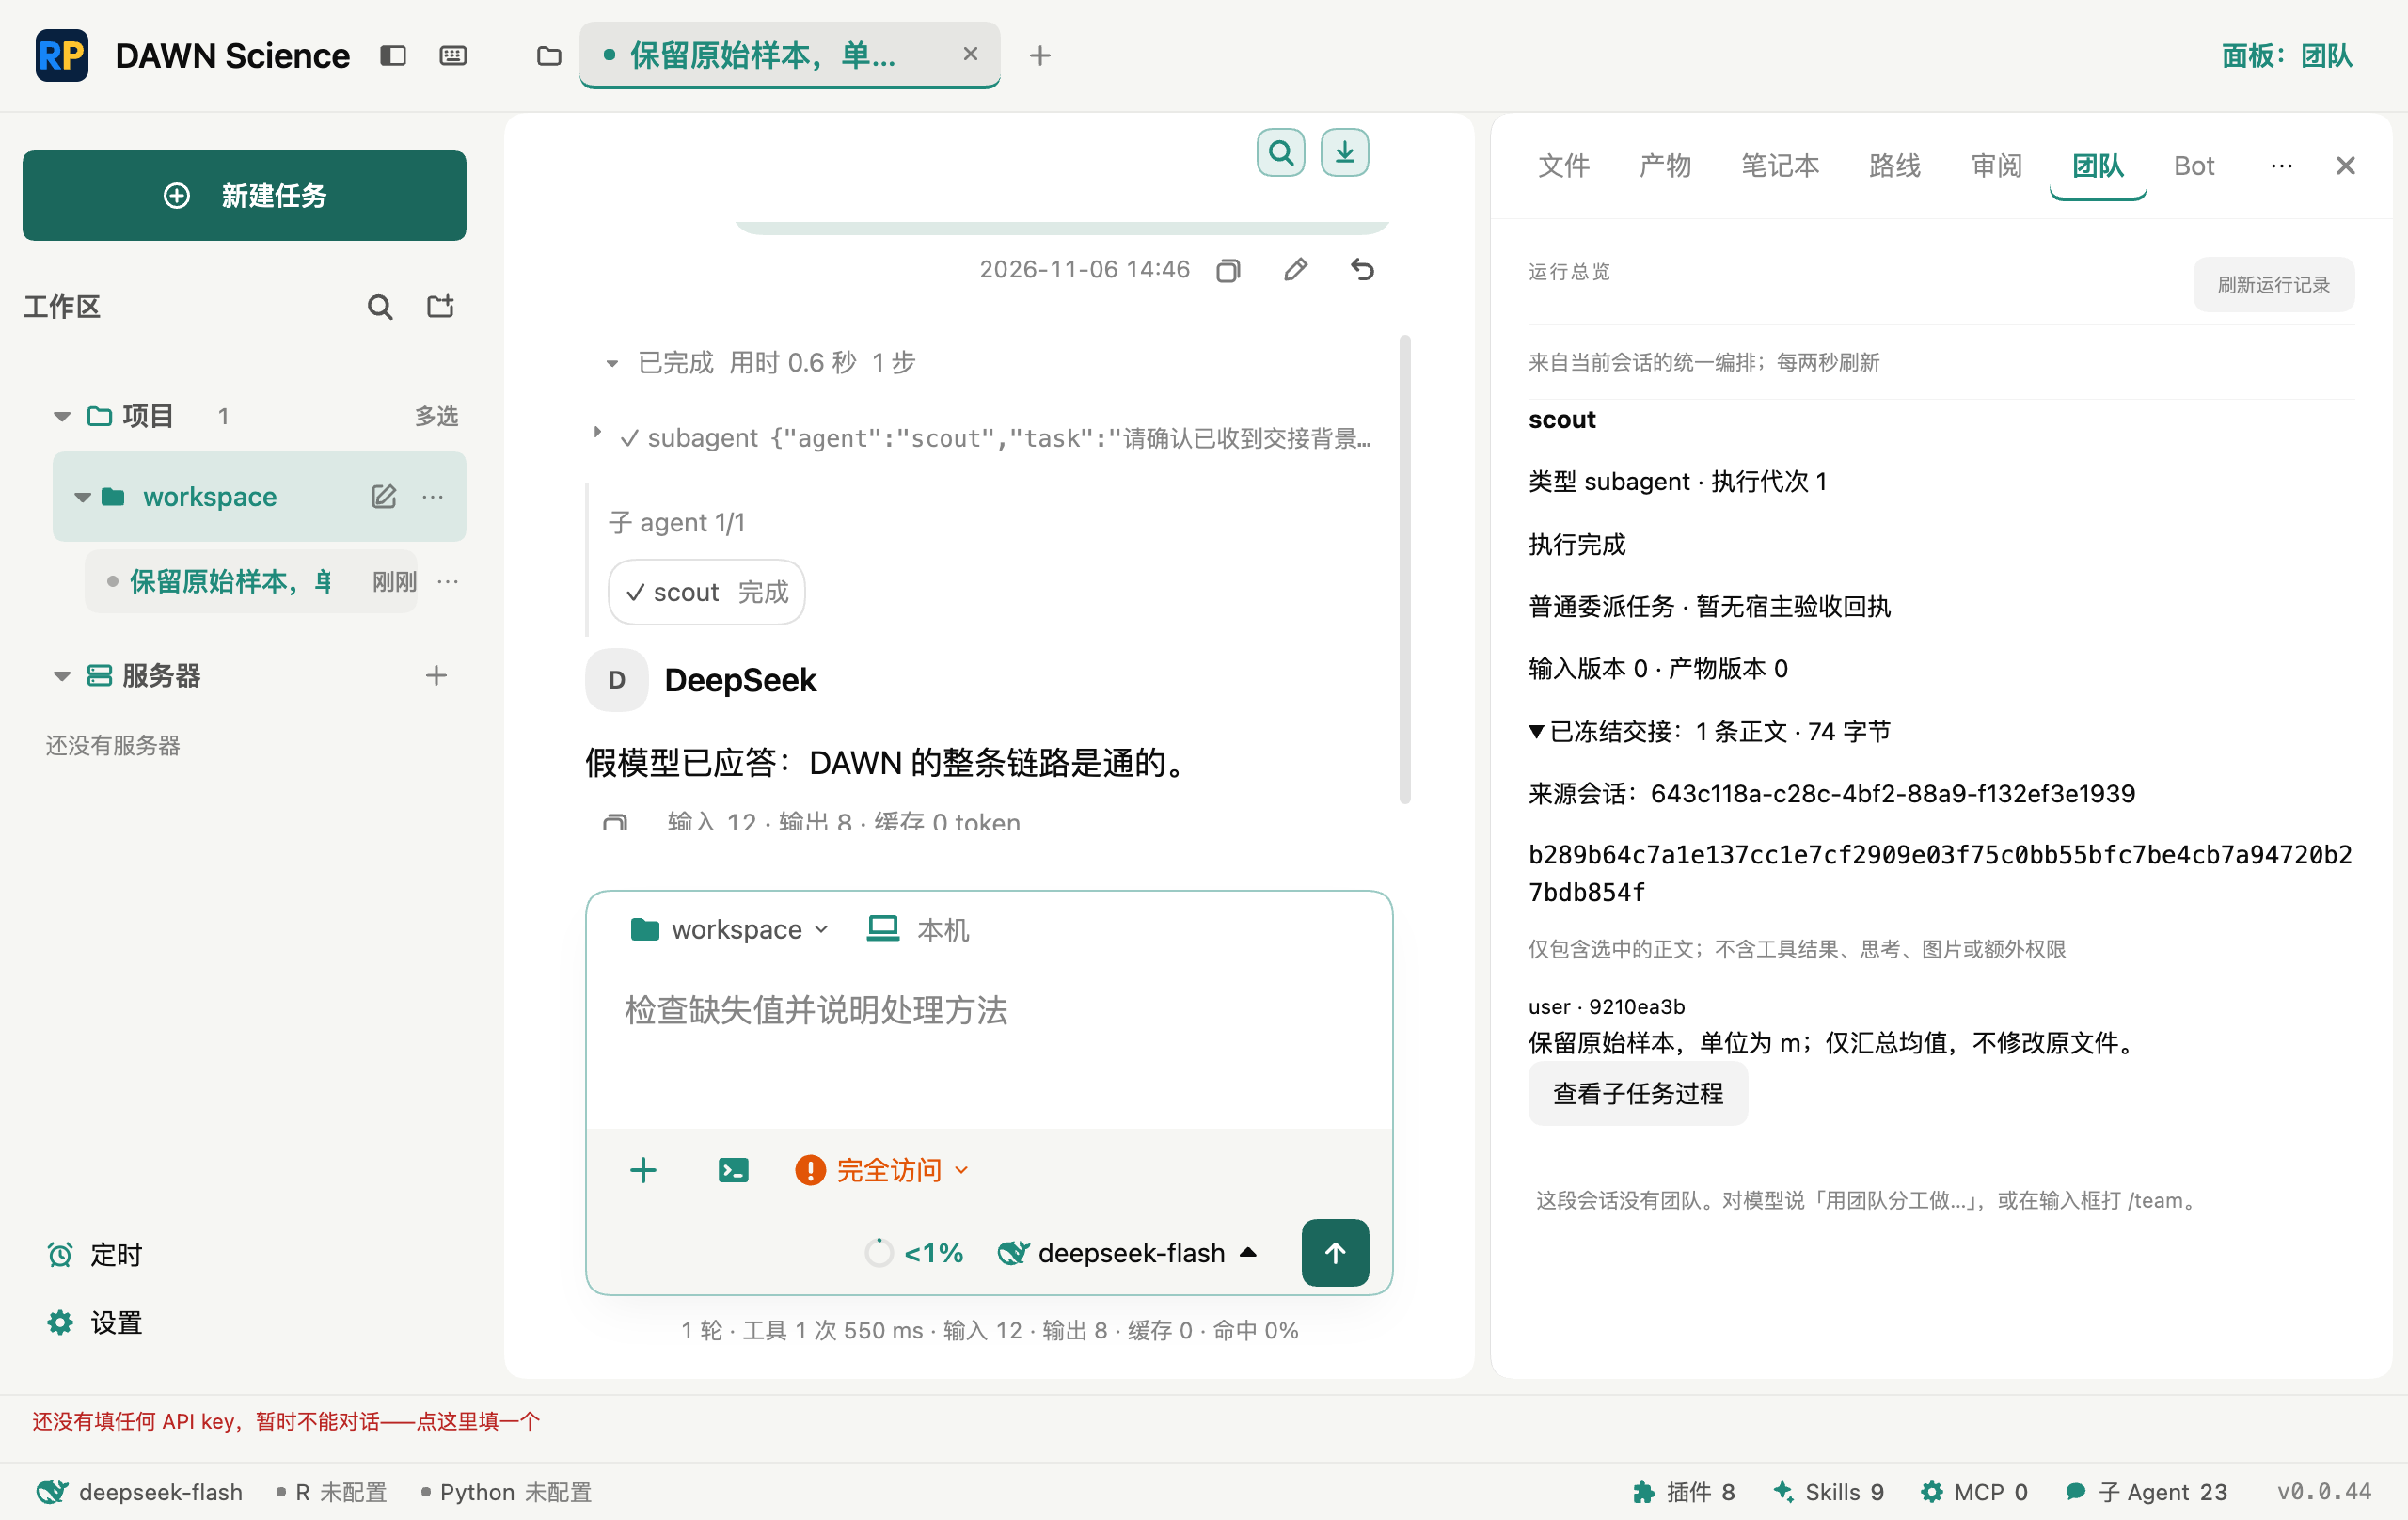 RP
DAWN Science
保留原始样本，单...
面板：团队
新建任务
工作区
项目 1 多选
workspace
保留原始样本，单 刚刚
服务器
还没有服务器
定时
设置
2026-11-06 14:46
已完成 用时 0.6 秒 1 步
subagent {"agent":"scout","task":"请确认已收到交接背景…
子 agent 1/1
scout 完成
D DeepSeek
假模型已应答：DAWN 的整条链路是通的。
输入 12 · 输出 8 · 缓存 0 token
workspace 本机
检查缺失值并说明处理方法
完全访问
<1% deepseek-flash
1 轮 · 工具 1 次 550 ms · 输入 12 · 输出 8 · 缓存 0 · 命中 0%
文件 产物 笔记本 路线 审阅 团队 Bot
运行总览
刷新运行记录
来自当前会话的统一编排；每两秒刷新
scout
类型 subagent · 执行代次 1
执行完成
普通委派任务 · 暂无宿主验收回执
输入版本 0 · 产物版本 0
已冻结交接：1 条正文 · 74 字节
来源会话：643c118a-c28c-4bf2-88a9-f132ef3e1939
b289b64c7a1e137cc1e7cf2909e03f75c0bb55bfc7be4cb7a94720b2
7bdb854f
仅包含选中的正文；不含工具结果、思考、图片或额外权限
user · 9210ea3b
保留原始样本，单位为 m；仅汇总均值，不修改原文件。
查看子任务过程
这段会话没有团队。对模型说「用团队分工做…」，或在输入框打 /team。
还没有填任何 API key，暂时不能对话——点这里填一个
deepseek-flash R 未配置 Python 未配置
插件 8 Skills 9 MCP 0 子 Agent 23 v0.0.44